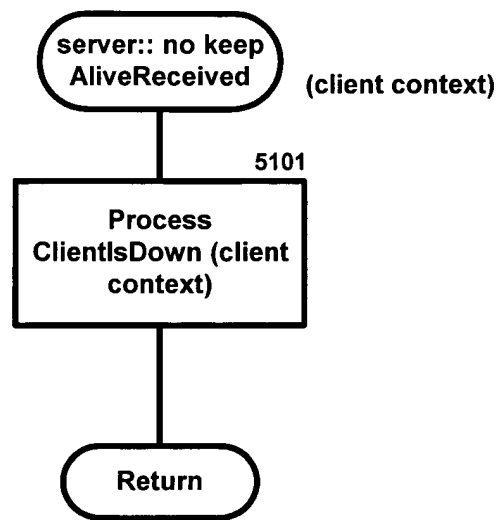 server:: no keep
AliveReceived
(client context)
5101
Process
ClientIsDown (client
context)
Return